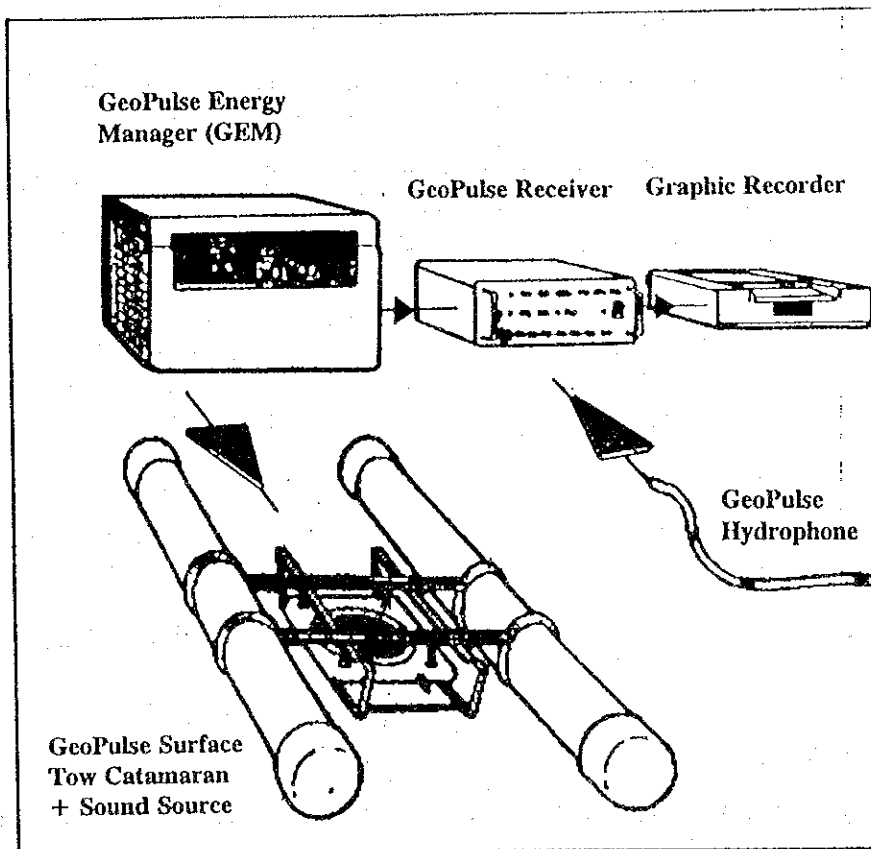 GeoPulse Energy
Manager (GEM)
GeoPulse Receiver
Graphic Recorder
GeoPulse
Hydrophone
GeoPulse Surface
Tow Catamaran
+ Sound Source